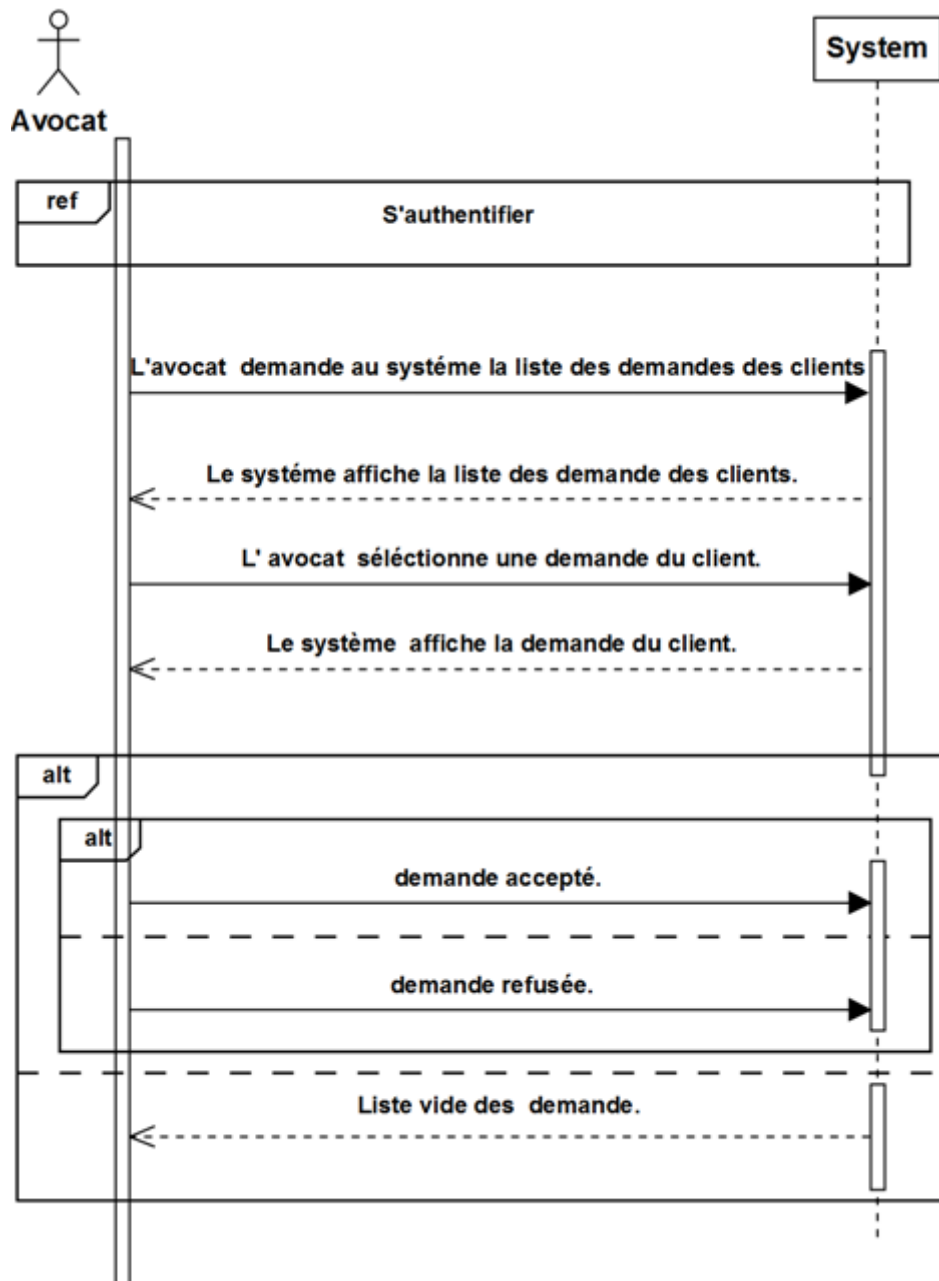 System
Avocat
ref
S'authentifier
L'avocat demande au systéme la liste des demandes des clients
Le systéme affiche la liste des demande des clients.
L' avocat séléctionne une demande du client.
Le système affiche la demande du client.
alt
alt
demande accepté.
demande refusée.
Liste vide des demande.